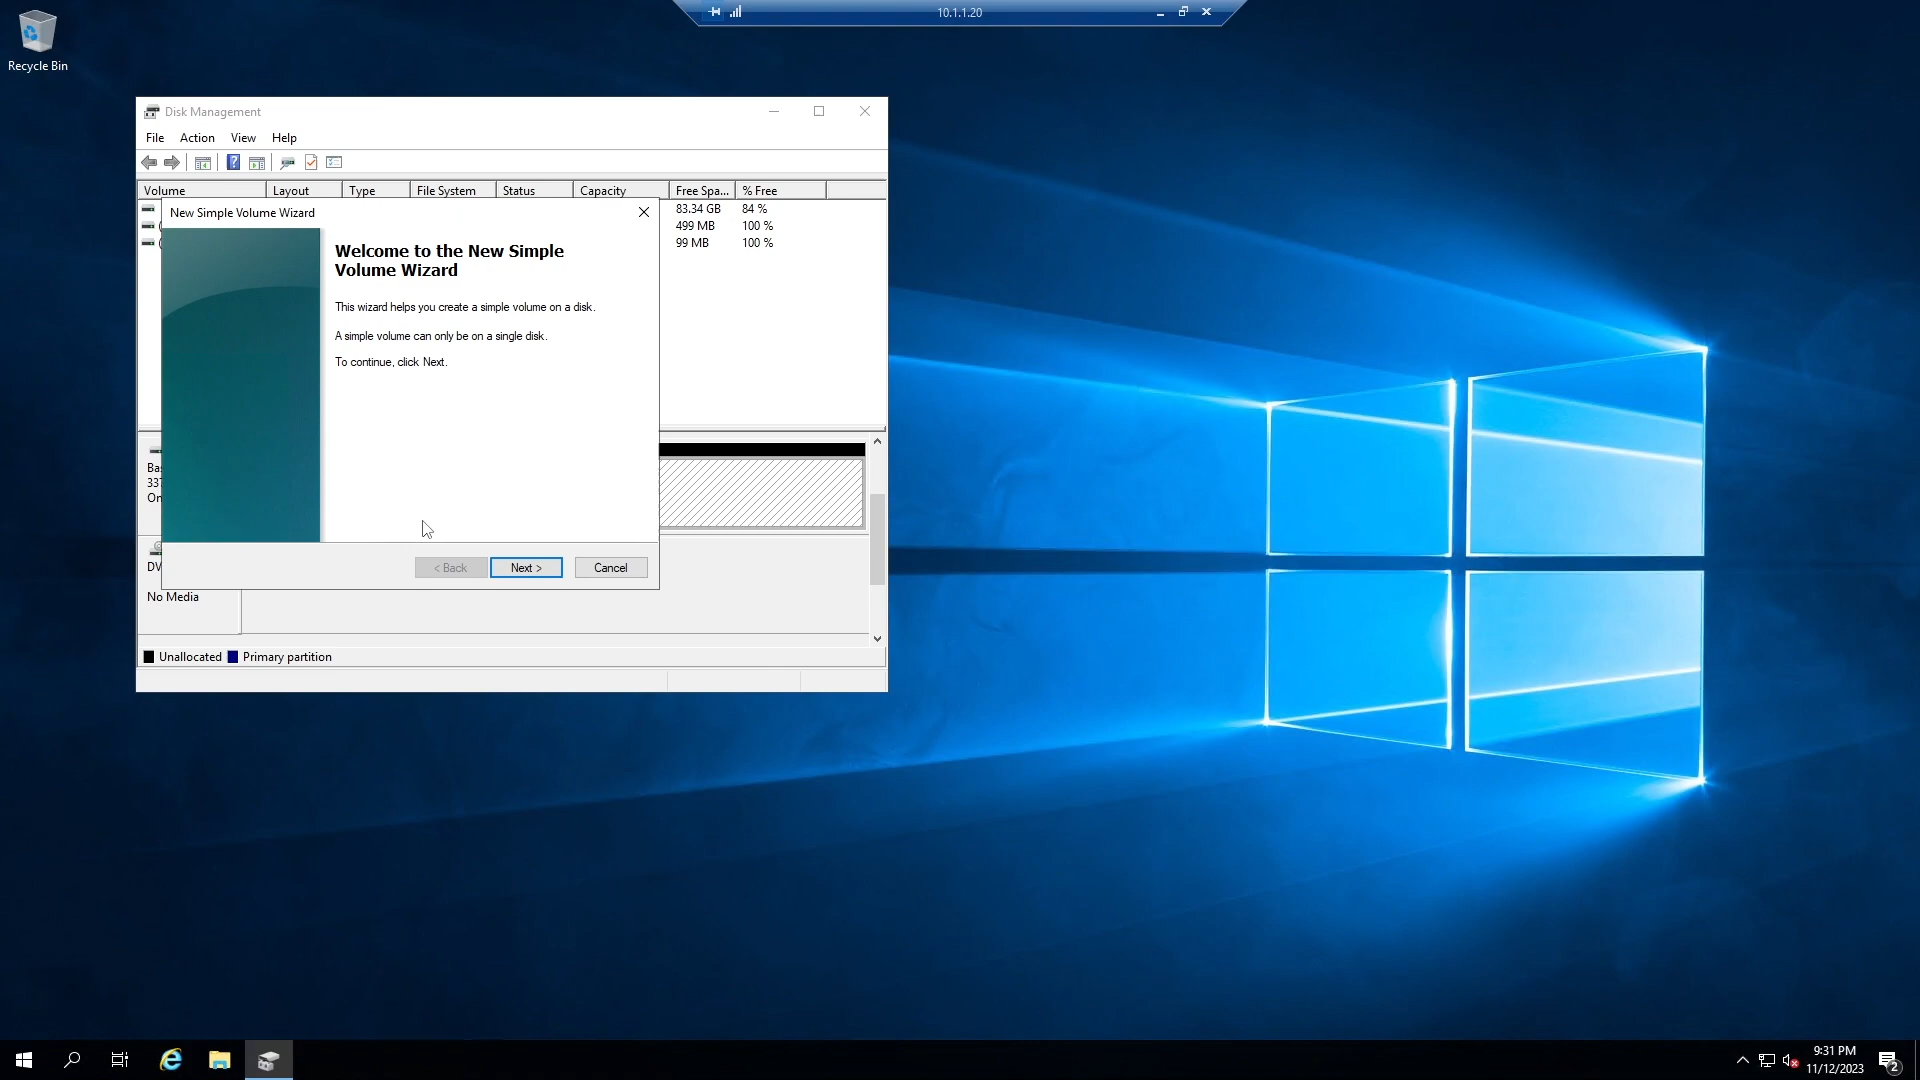 10.1.1.20
Recycle Bin
Disk Management
File Action View Help
Volume Layout Type File System Status Capacity Free Spa... % Free
83.34 GB 84 %
499 MB 100 %
99 MB 100 %
New Simple Volume Wizard
Welcome to the New Simple
Volume Wizard
This wizard helps you create a simple volume on a disk.
A simple volume can only be on a single disk.
To continue, click Next.
< Back Next > Cancel
Ba
337
On
DV
No Media
Unallocated Primary partition
9:31 PM
11/12/2023
2